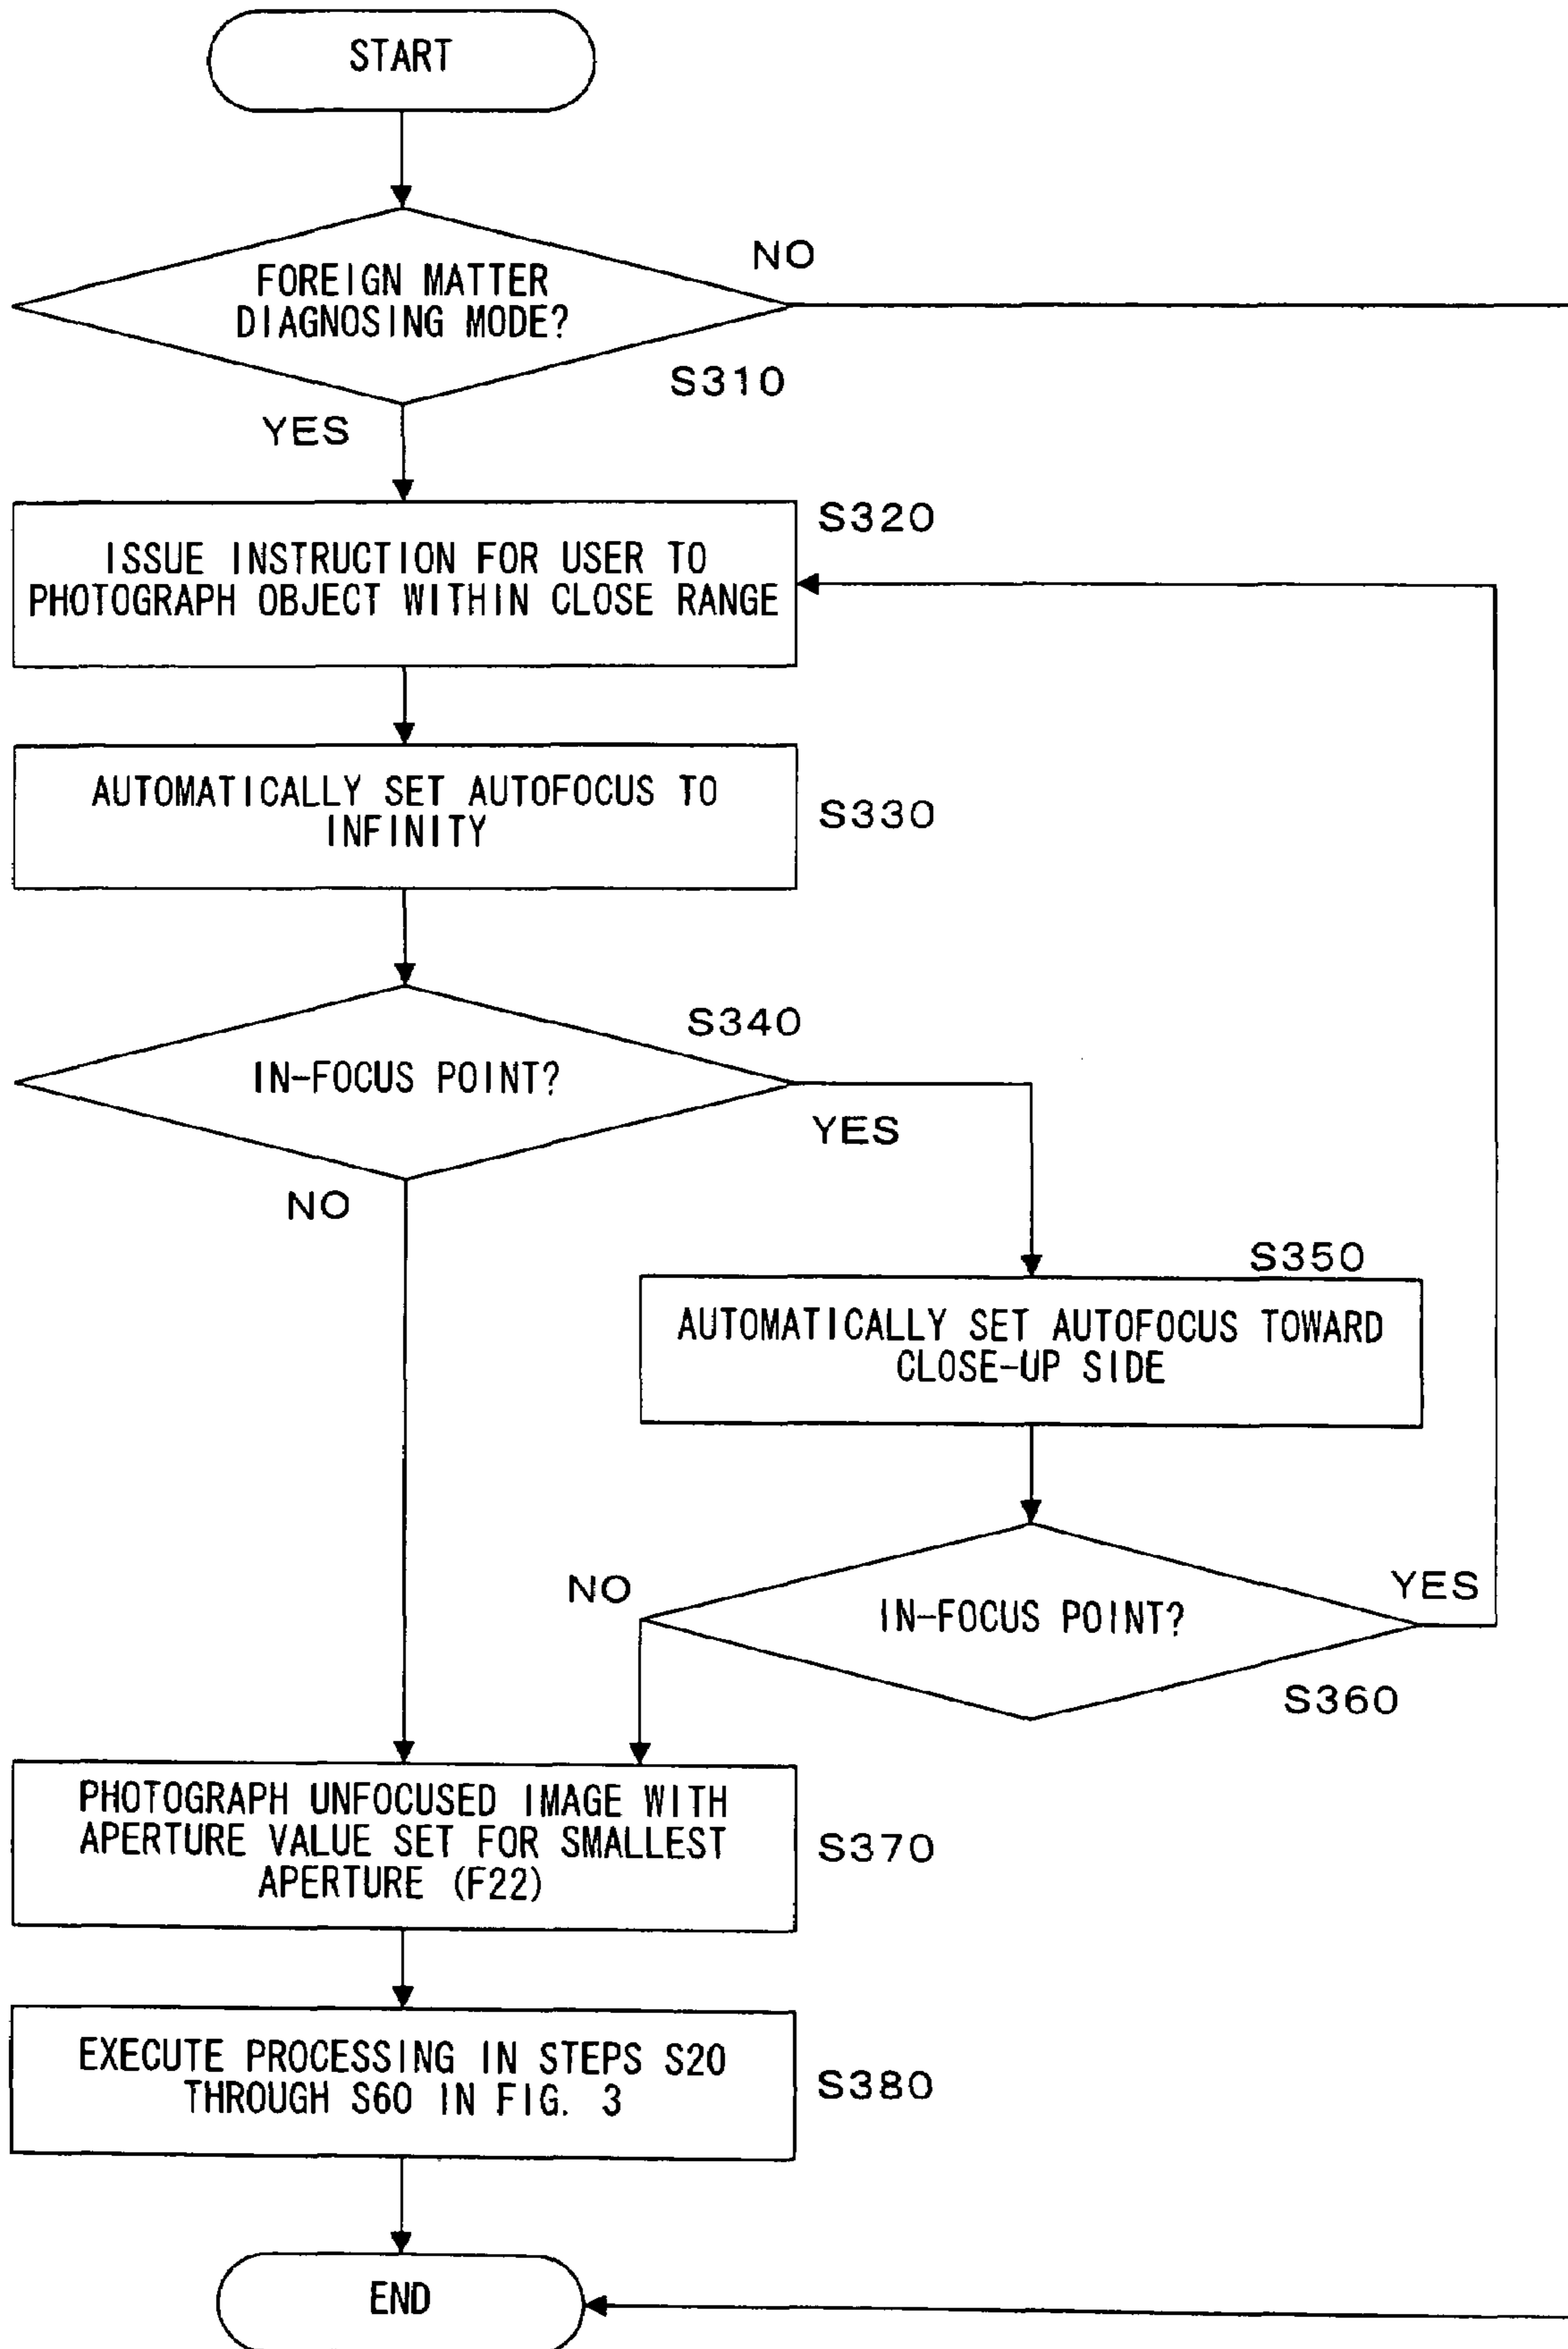 START
FOREIGN MATTER
DIAGNOSING MODE?
NO
S310
YES
S320
ISSUE INSTRUCTION FOR USER TO
PHOTOGRAPH OBJECT WITHIN CLOSE RANGE
AUTOMATICALLY SET AUTOFOCUS TO
INFINITY
S330
S340
IN-FOCUS POINT?
YES
NO
S350
AUTOMATICALLY SET AUTOFOCUS TOWARD
CLOSE-UP SIDE
NO
IN-FOCUS POINT?
YES
S360
PHOTOGRAPH UNFOCUSED IMAGE WITH
APERTURE VALUE SET FOR SMALLEST
APERTURE (F22)
S370
EXECUTE PROCESSING IN STEPS S20
THROUGH S60 IN FIG. 3
S380
END